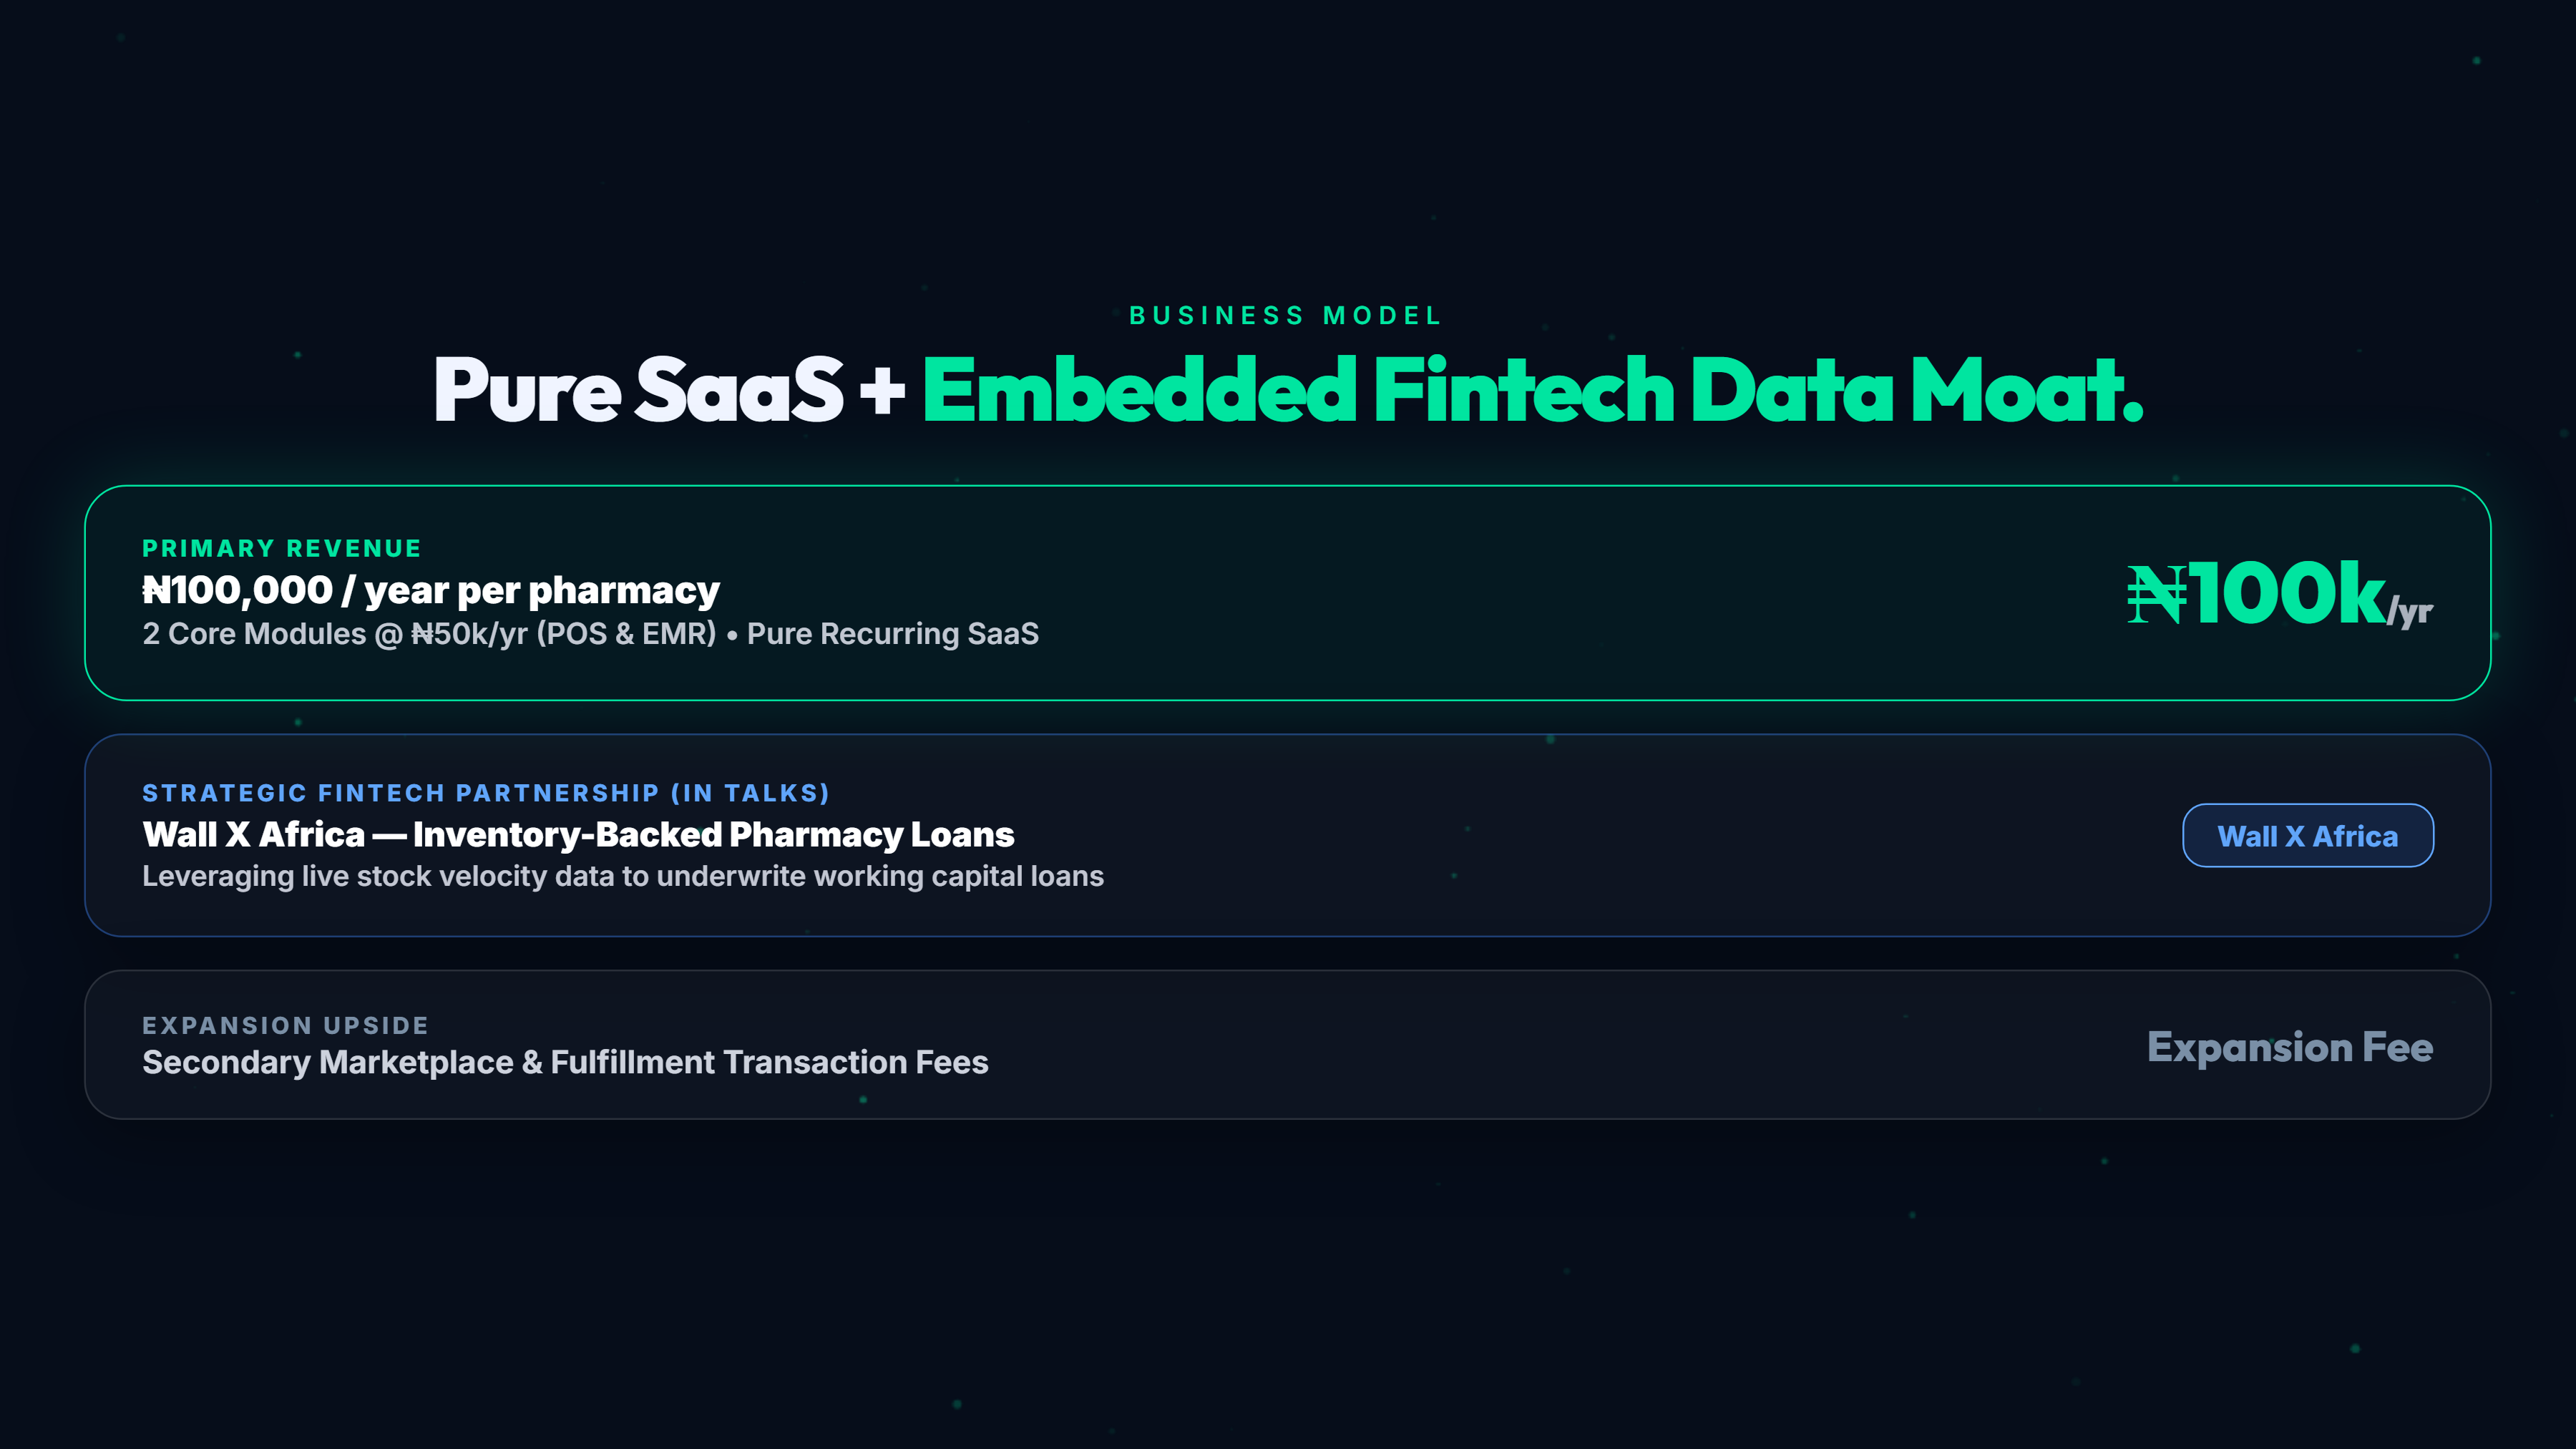 BUSINESS MODEL
Pure SaaS + Embedded Fintech Data Moat.
PRIMARY REVENUE
₦100,000 / year per pharmacy
2 Core Modules @ ₦50k/yr (POS & EMR) • Pure Recurring SaaS
₦100k/yr
STRATEGIC FINTECH PARTNERSHIP (IN TALKS)
Wall X Africa — Inventory-Backed Pharmacy Loans
Leveraging live stock velocity data to underwrite working capital loans
Wall X Africa
EXPANSION UPSIDE
Secondary Marketplace & Fulfillment Transaction Fees
Expansion Fee